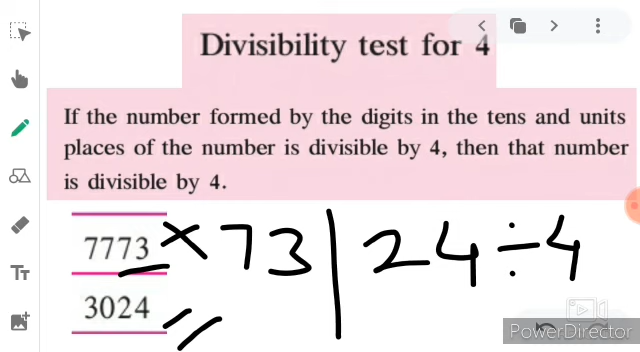 Divisibility test for 4
If the number formed by the digits in the tens and units
places of the number is divisible by 4, then that number
is divisible by 4.
7773 × 73 | 24 ÷ 4
3024
Tт
PowerDirector